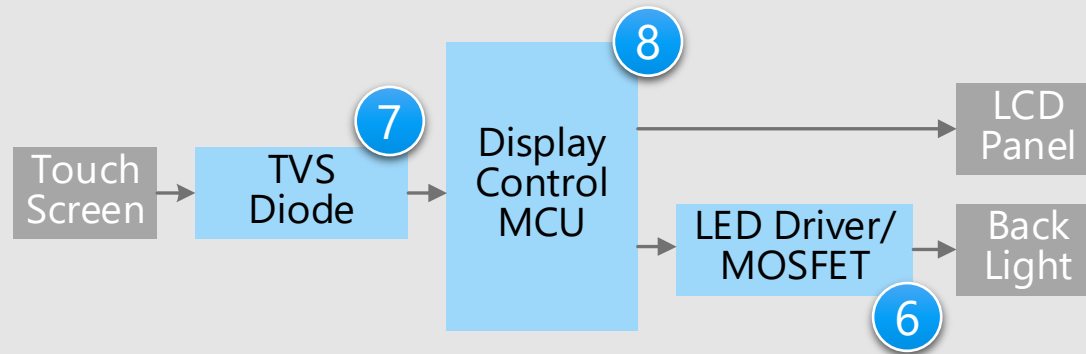 8
7
LCD
Panel
Touch
Screen
TVS
Diode
Display
Control
MCU
LED Driver/
MOSFET
Back
Light
6